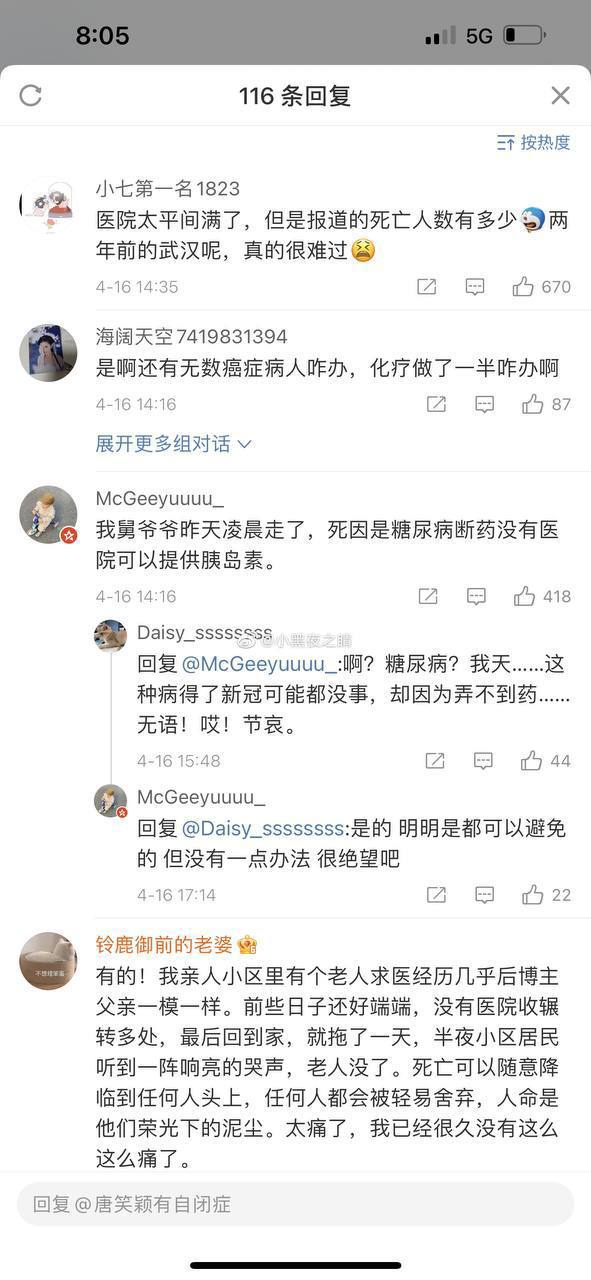 8:05
5G
116 条回复
按热度
小七第一名1823
医院太平间满了，但是报道的死亡人数有多少两
年前的武汉呢，真的很难过
4-16 14:35
670
海阔天空7419831394
是啊还有无数癌症病人咋办，化疗做了一半咋办啊
4-16 14:16
87
展开更多组对话
McGeeyuuuu_
我舅爷爷昨天凌晨走了，死因是糖尿病断药没有医
院可以提供胰岛素。
4-16 14:16
418
Daisy_ssssssss
@小黑夜之睛
回复@McGeeyuuuu_:啊？糖尿病？我天......这
种病得了新冠可能都没事，却因为弄不到药......
无语！哎！节哀。
4-16 15:48
44
McGeeyuuuu_
回复@Daisy_ssssssss:是的 明明是都可以避免
的 但没有一点办法 很绝望吧
4-16 17:14
22
铃鹿御前的老婆
不想理笨蛋
有的！我亲人小区里有个老人求医经历几乎后博主
父亲一模一样。前些日子还好端端，没有医院收辗
转多处，最后回到家，就拖了一天，半夜小区居民
听到一阵响亮的哭声，老人没了。死亡可以随意降
临到任何人头上，任何人都会被轻易舍弃，人命是
他们荣光下的泥尘。太痛了，我已经很久没有这么
这么痛了。
回复@唐笑颖有自闭症